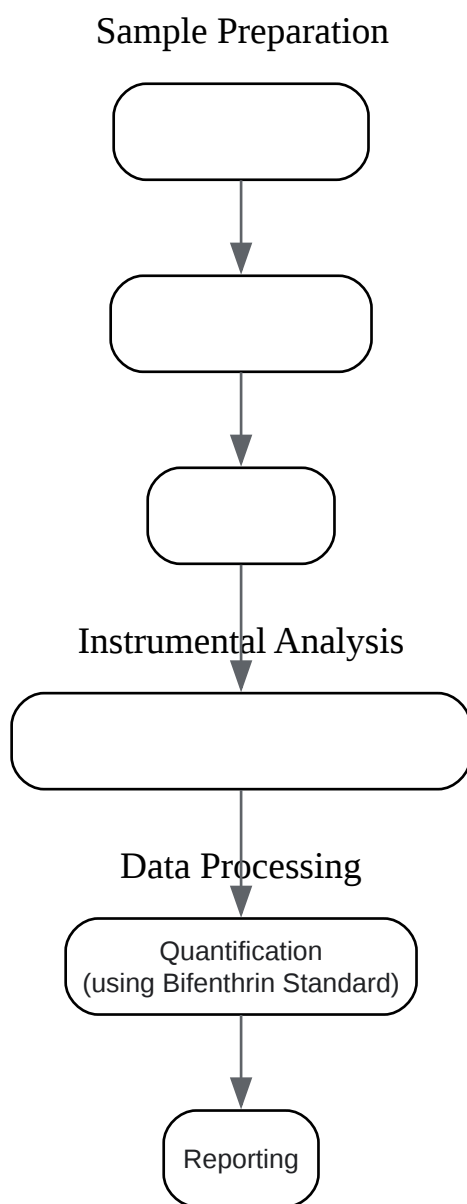 Sample Preparation
Instrumental Analysis
Data Processing
Quantification
(using Bifenthrin Standard)
Reporting